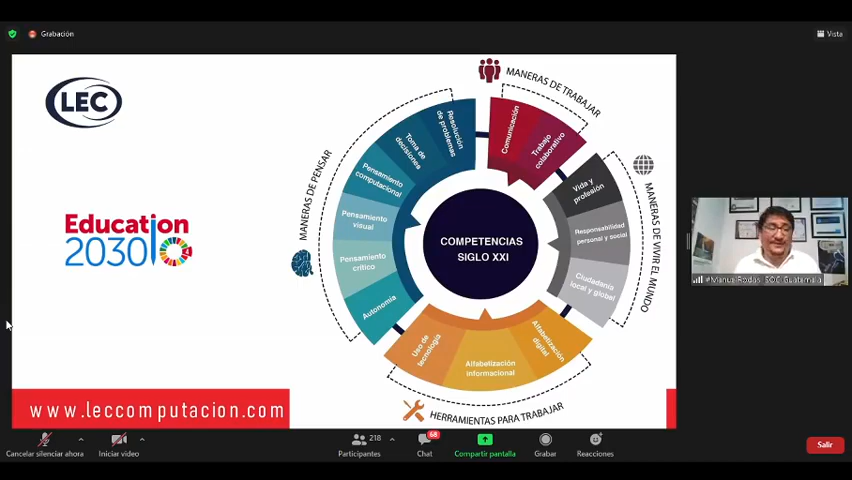 Grabación
Vista
LEC
Education
2030
MANERAS DE TRABAJAR
Comunicación
Trabajo
colaborativo
MANERAS DE PENSAR
Resolución
de problemas
Toma de
decisiones
Pensamiento
computacional
Pensamiento
visual
Pensamiento
crítico
Autonomía
COMPETENCIAS
SIGLO XXI
MANERAS DE VIVIR EL MUNDO
Vida y
profesión
Responsabilidad
personal y social
Ciudadanía
local y global
Uso de
tecnología
Alfabetización
informacional
Alfabetización
digital
HERRAMIENTAS PARA TRABAJAR
www.leccomputacion.com
Guatemala
Cancelar silenciar ahora
Iniciar video
218
Participantes
68
Chat
Compartir pantalla
Grabar
Reacciones
Salir